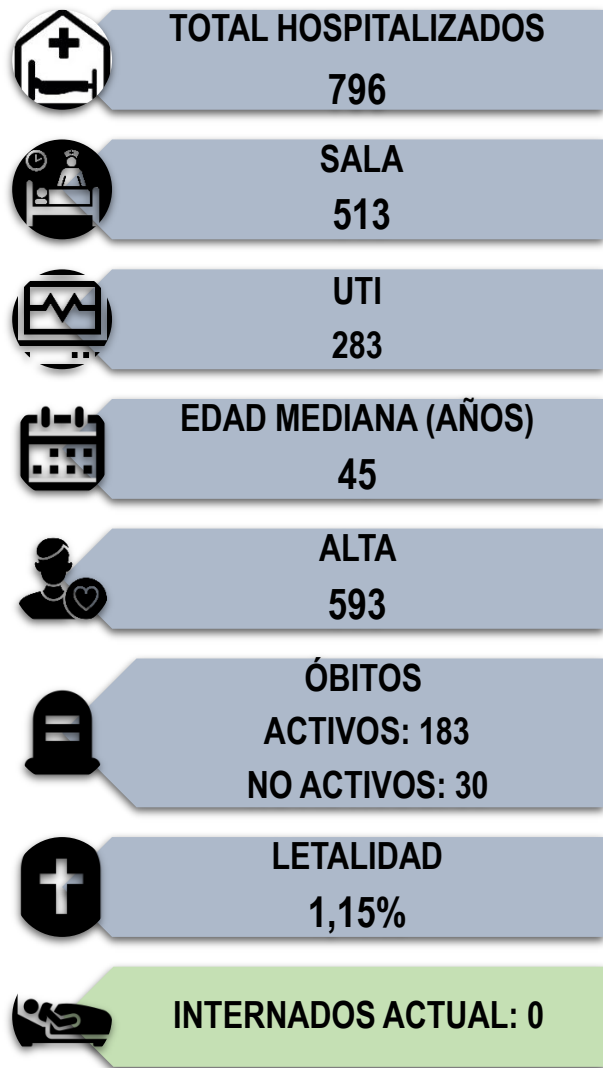 TOTAL HOSPITALIZADOS
796
SALA
513
UTI
283
EDAD MEDIANA (AÑOS)
45
ALTA
593
ÓBITOS
ACTIVOS: 183
NO ACTIVOS: 30
LETALIDAD
1,15%
INTERNADOS ACTUAL: 0